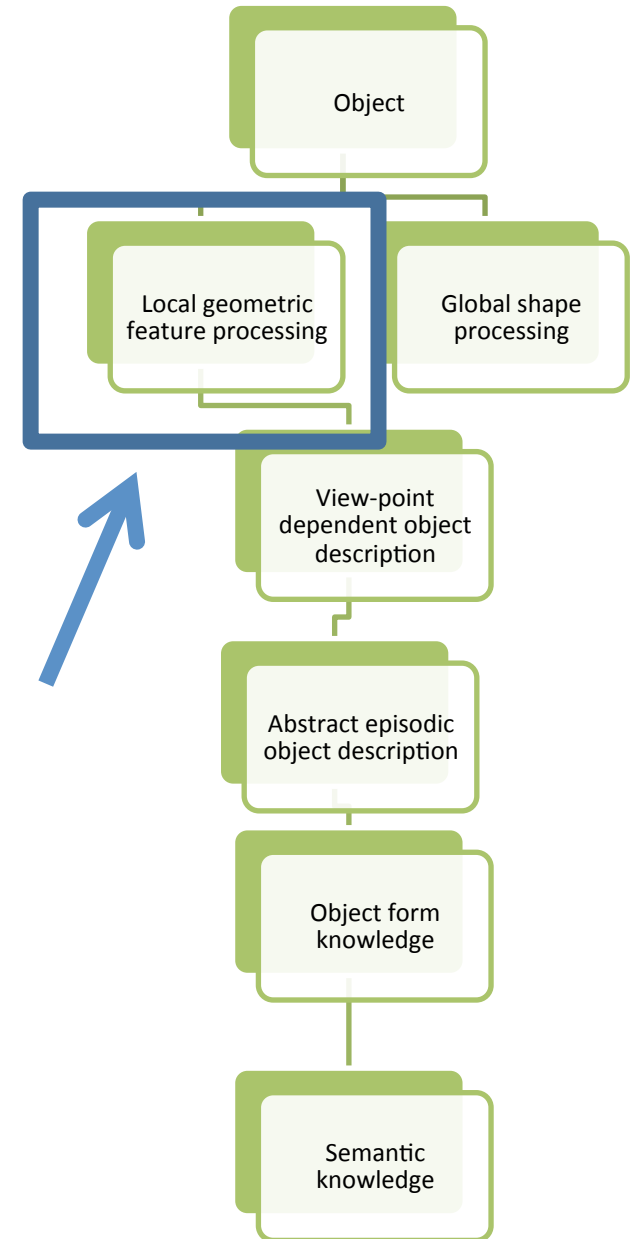 Object
Local geometric
feature processing
Global shape
processing
View-point
dependent object
description
Abstract episodic
object description
Object form
knowledge
Semantic
knowledge